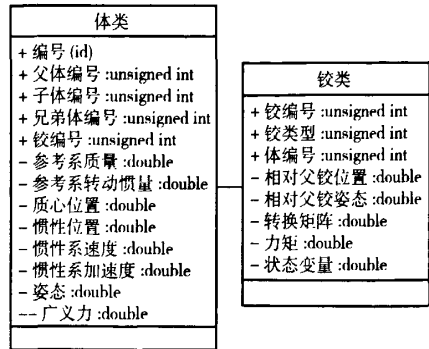 体类
+ 编号 (id)
+ 父体编号 :unsigned int
+ 子体编号 :unsigned int
+ 兄弟体编号 :unsigned int
+ 铰编号 :unsigned int
- 参考系质量 :double
- 参考系转动惯量 :double
- 质心位置 :double
- 惯性位置 :double
- 惯性系速度 :double
- 惯性系加速度 :double
- 姿态 :double
-- 广义力 :double
铰类
+ 铰编号 :unsigned int
+ 铰类型 :unsigned int
+ 体编号 :unsigned int
- 相对父铰位置 :double
- 相对父铰姿态 :double
- 转换矩阵 :double
- 力矩 :double
- 状态变量 :double